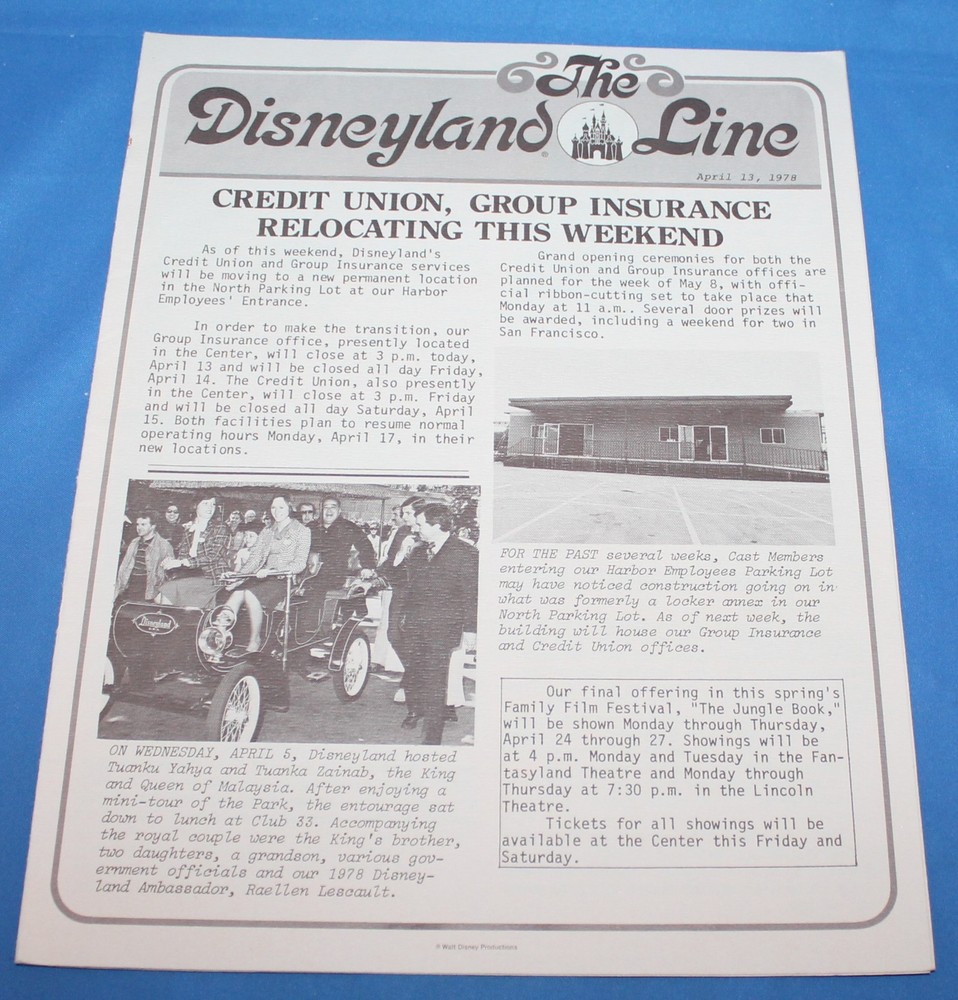 The
Disneyland Line
®
April 13, 1978
CREDIT UNION, GROUP INSURANCE
RELOCATING THIS WEEKEND
As of this weekend, Disneyland's
Credit Union and Group Insurance services
will be moving to a new permanent location
in the North Parking Lot at our Harbor
Employees' Entrance.
In order to make the transition, our
Group Insurance office, presently located
in the Center, will close at 3 p.m. today,
April 13 and will be closed all day Friday,
April 14. The Credit Union, also presently
in the Center, will close at 3 p.m. Friday
and will be closed all day Saturday, April
15. Both facilities plan to resume normal
operating hours Monday, April 17, in their
new locations.
Disneyland
ON WEDNESDAY, APRIL 5, Disneyland hosted
Tuanku Yahya and Tuanka Zainab, the King
and Queen of Malaysia. After enjoying a
mini-tour of the Park, the entourage sat
down to lunch at Club 33. Accompanying
the royal couple were the King's brother,
two daughters, a grandson, various gov-
ernment officials and our 1978 Disney-
land Ambassador, Raellen Lescault.
Grand opening ceremonies for both the
Credit Union and Group Insurance offices are
planned for the week of May 8, with offi-
cial ribbon-cutting set to take place that
Monday at 11 a.m.. Several door prizes will
be awarded, including a weekend for two in
San Francisco.
FOR THE PAST several weeks, Cast Members
entering our Harbor Employees Parking Lot
may have noticed construction going on in
what was formerly a locker annex in our
North Parking Lot. As of next week, the
building will house our Group Insurance
and Credit Union offices.
Our final offering in this spring's
Family Film Festival, "The Jungle Book,"
will be shown Monday through Thursday,
April 24 through 27. Showings will be
at 4 p.m. Monday and Tuesday in the Fan-
tasyland Theatre and Monday through
Thursday at 7:30 p.m. in the Lincoln
Theatre.
Tickets for all showings will be
available at the Center this Friday and
Saturday.
© Walt Disney Productions